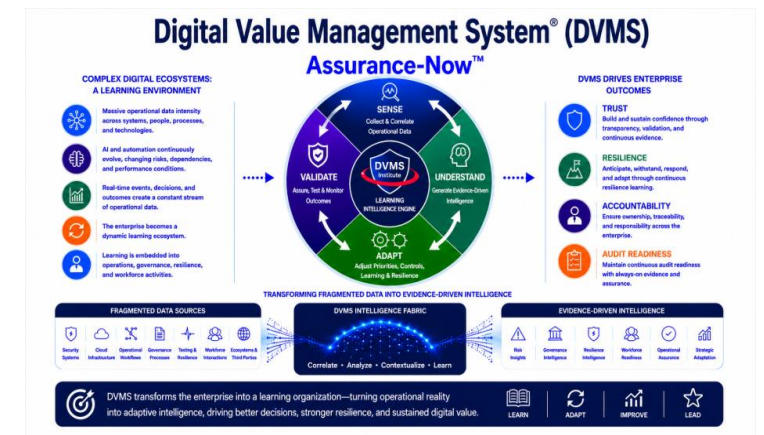 Digital Value Management System® (DVMS)
Assurance-Now™
COMPLEX DIGITAL ECOSYSTEMS:
A LEARNING ENVIRONMENT
Massive operational data intensity
across systems, people, processes,
and technologies.
AI and automation continuously
evolve, changing risks, dependencies,
and performance conditions.
Real-time events, decisions, and
outcomes create a constant stream
of operational data.
The enterprise becomes a
dynamic learning ecosystem.
Learning is embedded into
operations, governance, resilience,
and workforce activities.
SENSE
Collect & Correlate
Operational Data
VALIDATE
Assure, Test & Monitor
Outcomes
DVMS
Institute
LEARNING
INTELLIGENCE ENGINE
UNDERSTAND
Generate Evidence-Driven
Intelligence
ADAPT
Adjust Priorities, Controls,
Learning & Resilience
DVMS DRIVES ENTERPRISE
OUTCOMES
TRUST
Build and sustain confidence through
transparency, validation, and
continuous evidence.
RESILIENCE
Anticipate, withstand, respond,
and adapt through continuous
resilience learning.
ACCOUNTABILITY
Ensure ownership, traceability,
and responsibility across the
enterprise.
AUDIT READINESS
Maintain continuous audit readiness
with always-on evidence and
assurance.
TRANSFORMING FRAGMENTED DATA INTO EVIDENCE-DRIVEN INTELLIGENCE
FRAGMENTED DATA SOURCES
Security
Systems
Cloud
Infrastructure
Operational
Workflows
Governance
Processes
Testing &
Resilience
Workforce
Interactions
Ecosystems &
Third Parties
DVMS INTELLIGENCE FABRIC
Correlate • Analyze • Contextualize • Learn
EVIDENCE-DRIVEN INTELLIGENCE
Risk
Insights
Governance
Intelligence
Resilience
Intelligence
Workforce
Readiness
Operational
Assurance
Strategic
Adaptation
DVMS transforms the enterprise into a learning organization—turning operational reality
into adaptive intelligence, driving better decisions, stronger resilience, and sustained digital value.
LEARN
ADAPT
IMPROVE
LEAD